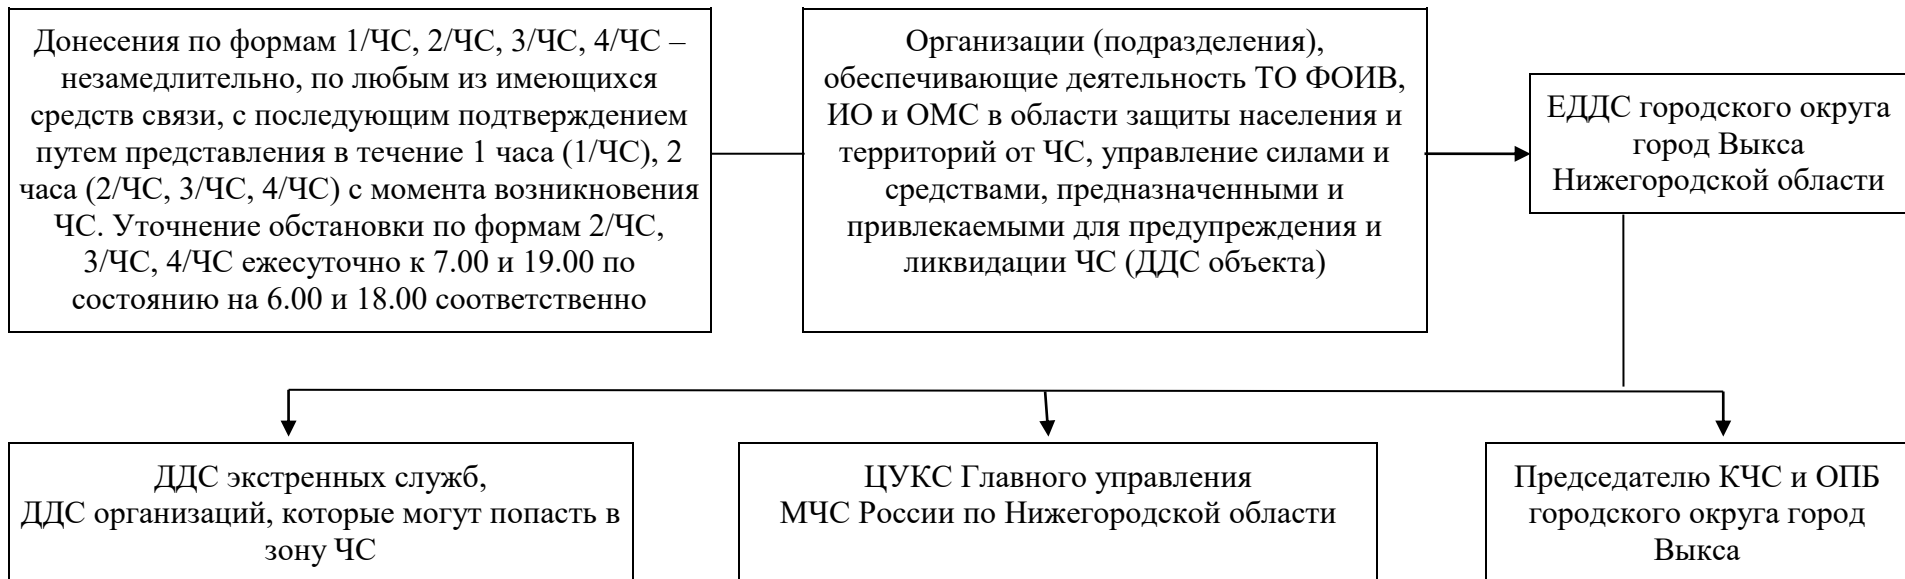 Донесения по формам 1/ЧС, 2/ЧС, 3/ЧС, 4/ЧС –
незамедлительно, по любым из имеющихся
средств связи, с последующим подтверждением
путем представления в течение 1 часа (1/ЧС), 2
часа (2/ЧС, 3/ЧС, 4/ЧС) с момента возникновения
ЧС. Уточнение обстановки по формам 2/ЧС,
3/ЧС, 4/ЧС ежесуточно к 7.00 и 19.00 по
состоянию на 6.00 и 18.00 соответственно
Организации (подразделения),
обеспечивающие деятельность ТО ФОИВ,
ИО и ОМС в области защиты населения и
территорий от ЧС, управление силами и
средствами, предназначенными и
привлекаемыми для предупреждения и
ликвидации ЧС (ДДС объекта)
ЕДДС городского округа
город Выкса
Нижегородской области
ДДС экстренных служб,
ДДС организаций, которые могут попасть в
зону ЧС
ЦУКС Главного управления
МЧС России по Нижегородской области
Председателю КЧС и ОПБ
городского округа город
Выкса